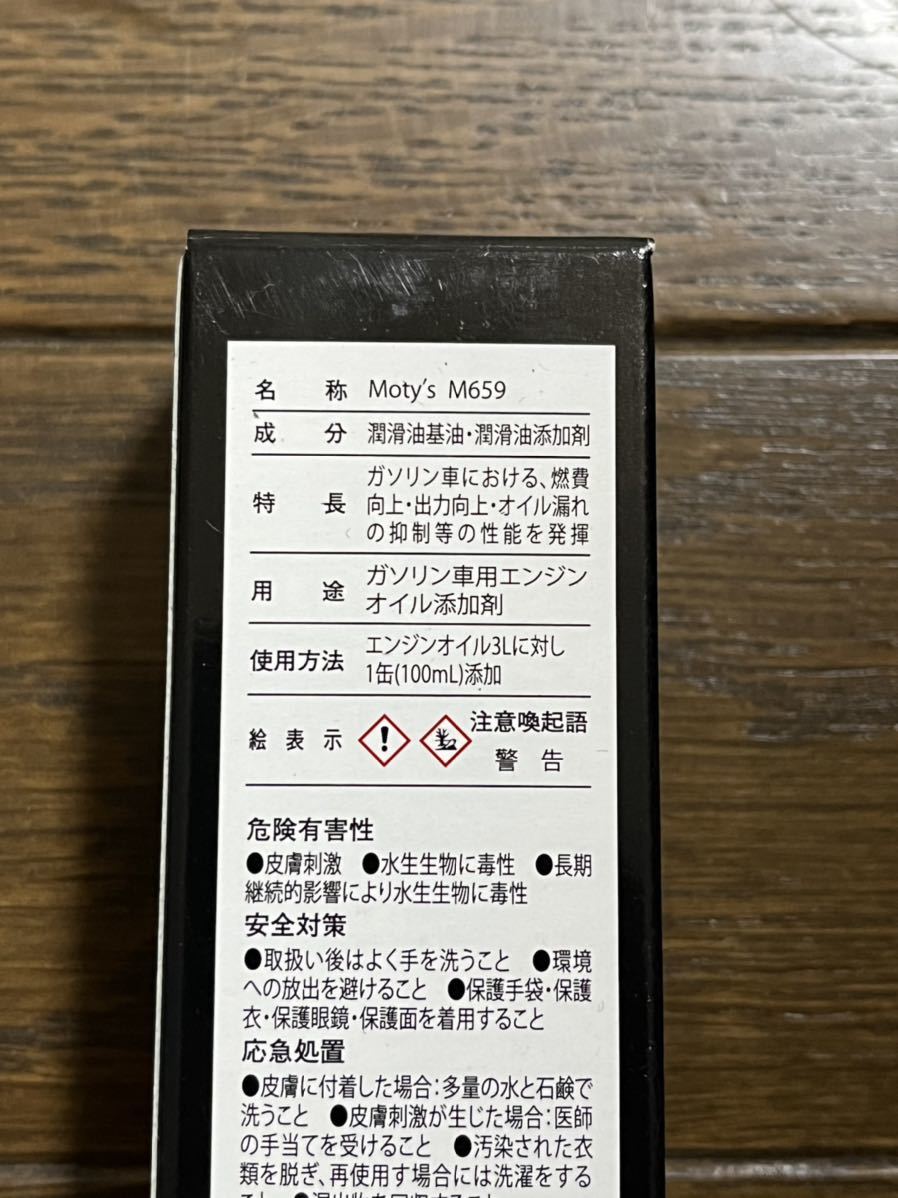 名称 Moty's M659
成分 潤滑油基油・潤滑油添加剤
特長 ガソリン車における、燃費
向上・出力向上・オイル漏れ
の抑制等の性能を発揮
用途 ガソリン車用エンジン
オイル添加剤
使用方法 エンジンオイル3Lに対し
1缶(100mL)添加
絵表示 注意喚起語
警告
危険有害性
●皮膚刺激 ●水生生物に毒性 ●長期
継続的影響により水生生物に毒性
安全対策
●取扱い後はよく手を洗うこと ●環境
への放出を避けること ●保護手袋・保護
衣・保護眼鏡・保護面を着用すること
応急処置
●皮膚に付着した場合：多量の水と石鹸で
洗うこと ●皮膚刺激が生じた場合：医師
の手当てを受けること ●汚染された衣
類を脱ぎ、再使用す場合には洗濯をする
こと ●漏出物を回収すること